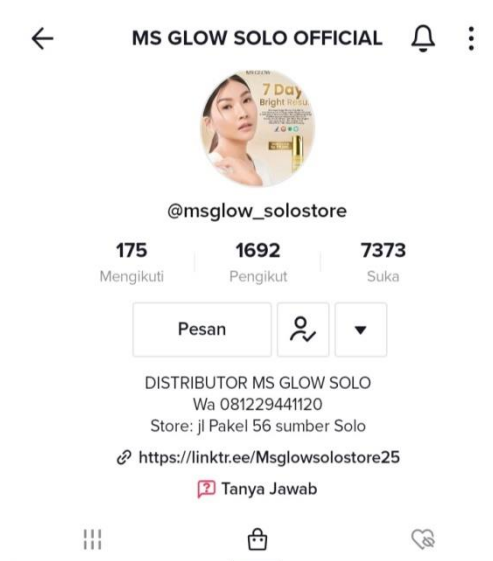 MS GLOW SOLO OFFICIAL
7 Day
Bright Resu
@msglow_solostore
175 1692 7373
Mengikuti Pengikut Suka
Pesan
DISTRIBUTOR MS GLOW SOLO
Wa 081229441120
Store: jl Pakel 56 sumber Solo
https://linktr.ee/Msglowsolostore25
Tanya Jawab